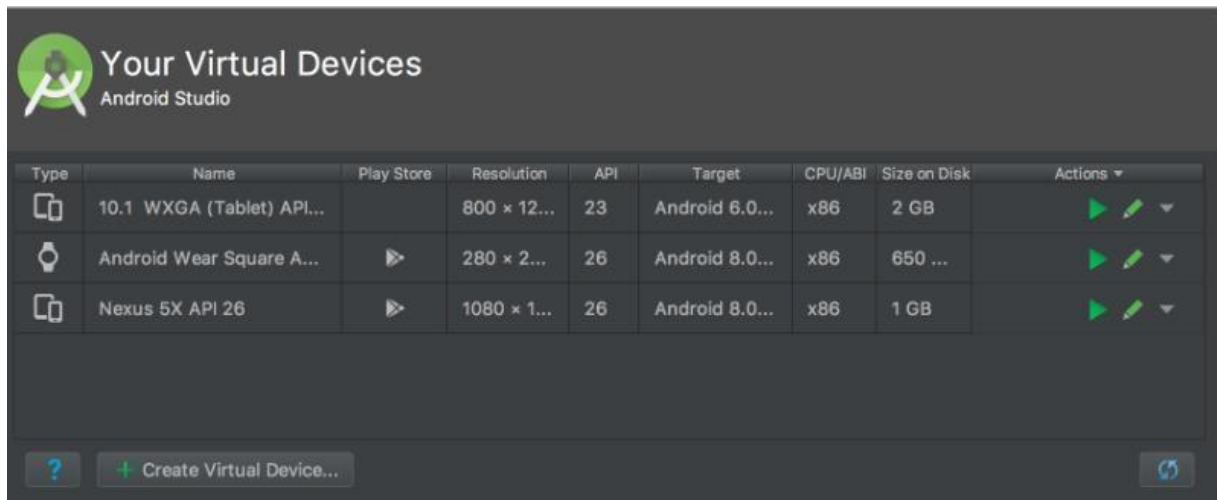 Your Virtual Devices
Android Studio
Type Name Play Store Resolution API Target CPU/ABI Size on Disk Actions
10.1 WXGA (Tablet) API... 800 × 12... 23 Android 6.0... x86 2 GB
Android Wear Square A... 280 × 2... 26 Android 8.0... x86 650 ...
Nexus 5X API 26 1080 × 1... 26 Android 8.0... x86 1 GB
? + Create Virtual Device...